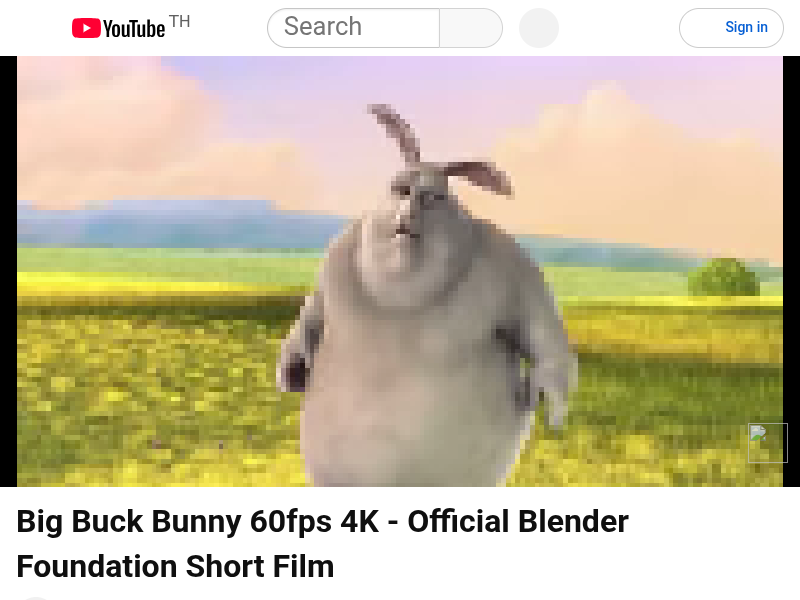 YouTube TH
Search
Sign in
Big Buck Bunny 60fps 4K - Official Blender
Foundation Short Film